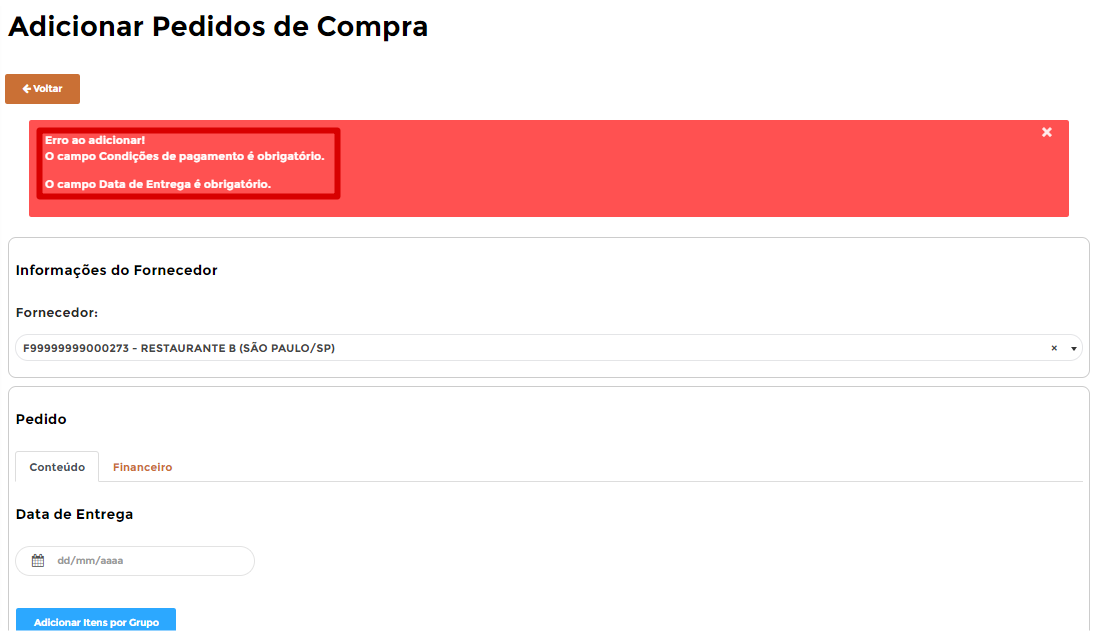 Adicionar Pedidos de Compra
Voltar
Erro ao adicionar!
O campo Condições de pagamento é obrigatório.
O campo Data de Entrega é obrigatório.
Informações do Fornecedor
Fornecedor:
F99999999000273 - RESTAURANTE B (SÃO PAULO/SP)
Pedido
Conteúdo Financeiro
Data de Entrega
dd/mm/aaaa
Adicionar Itens por Grupo